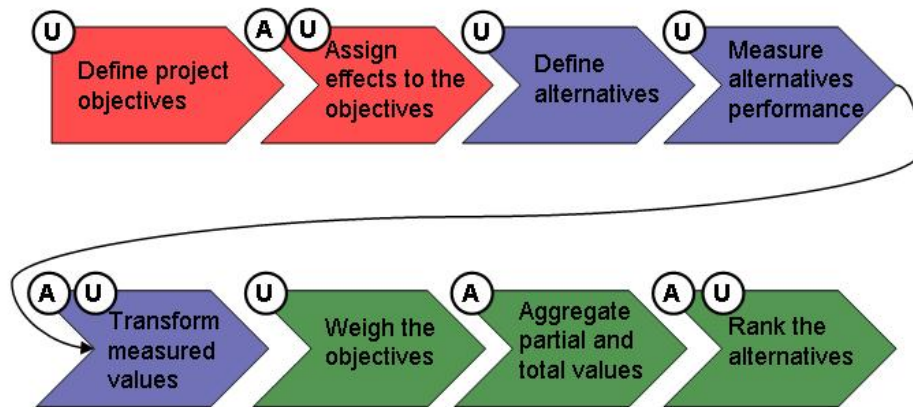 U
Define project
objectives
A U
Assign
effects to the
objectives
U
Define
alternatives
U
Measure
alternatives
performance
A U
Transform
measured
values
U
Weigh the
objectives
A
Aggregate
partial and
total values
A U
Rank the
alternatives